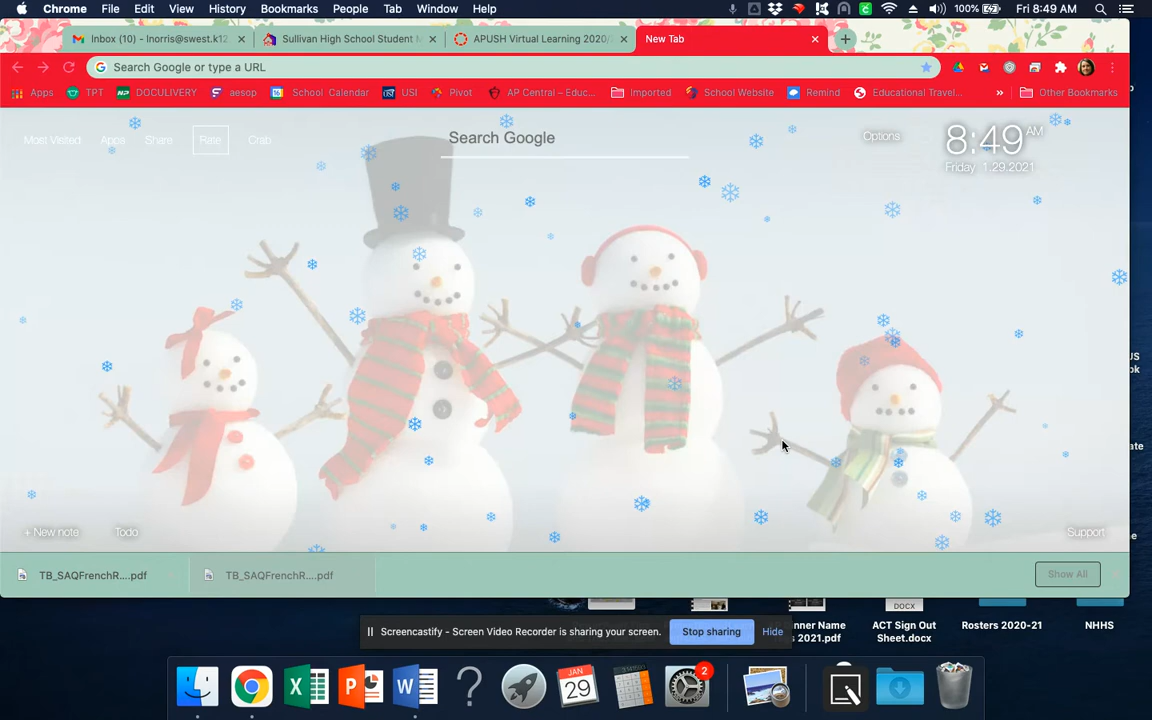 Chrome File Edit View History Bookmarks People Tab Window Help 100% Fri 8:49 AM
Inbox (10) - lnorris@swest.k12 Sullivan High School Student M APUSH Virtual Learning 2020/ New Tab
Search Google or type a URL
Apps TPT DOCULIVERY aesop School Calendar USI Pivot AP Central – Educ... Imported School Website Remind Educational Travel... » Other Bookmarks
Most Visited Apps Share Rate Crab Search Google Options 8:49 AM
Friday 1.29.2021
+ New note Todo Support
TB_SAQFrenchR....pdf TB_SAQFrenchR....pdf Show All
Screencastify - Screen Video Recorder is sharing your screen. Stop sharing Hide
nner Name
s 2021.pdf
DOCX
ACT Sign Out
Sheet.docx
Rosters 2020-21
NHHS
JAN
29
2